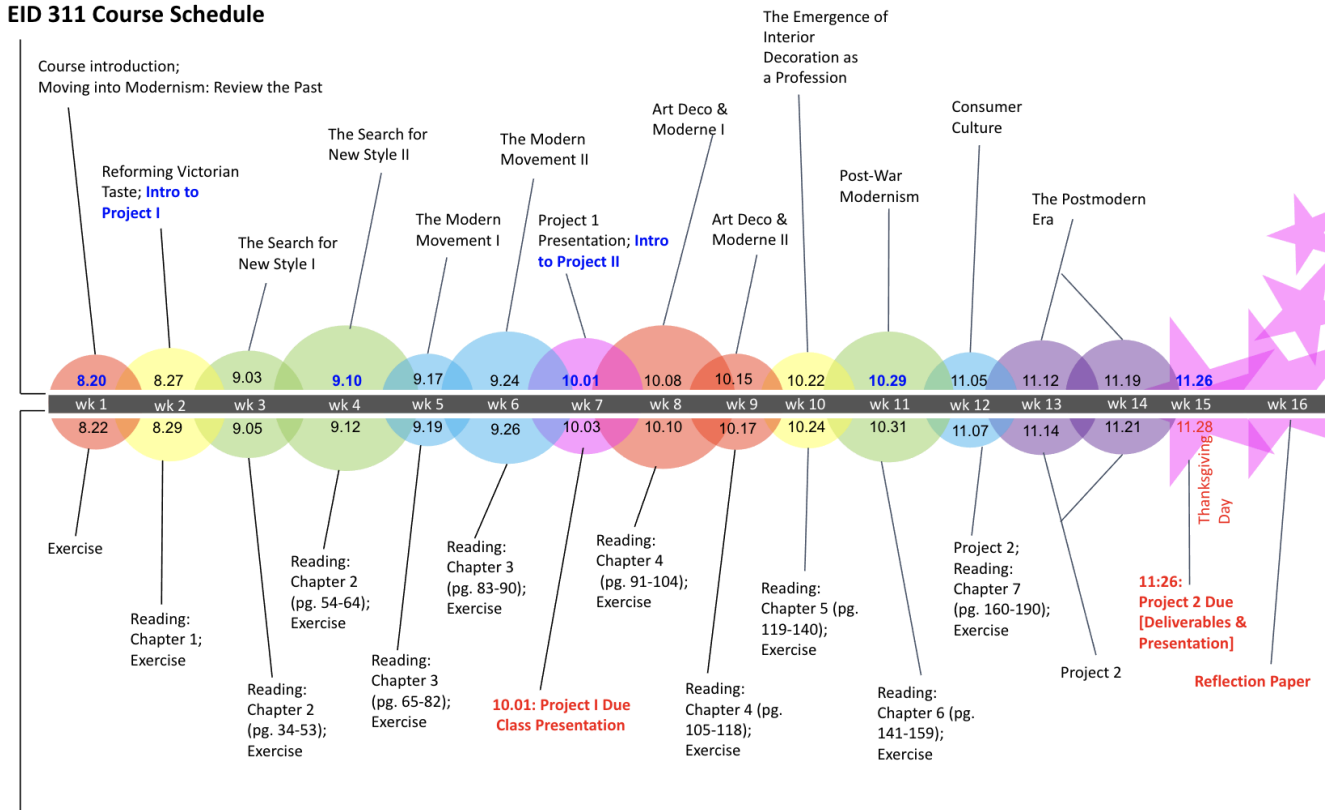 EID 311 Course Schedule
Course introduction;
Moving into Modernism: Review the Past
Reforming Victorian
Taste; Intro to
Project I
The Search for
New Style I
The Search for
New Style II
The Modern
Movement I
The Modern
Movement II
Project 1
Presentation; Intro
to Project II
Art Deco &
Moderne I
Art Deco &
Moderne II
The Emergence of
Interior
Decoration as
a Profession
Post-War
Modernism
Consumer
Culture
The Postmodern
Era
8.20 8.27 9.03 9.10 9.17 9.24 10.01 10.08 10.15 10.22 10.29 11.05 11.12 11.19 11.26
wk 1 wk 2 wk 3 wk 4 wk 5 wk 6 wk 7 wk 8 wk 9 wk 10 wk 11 wk 12 wk 13 wk 14 wk 15 wk 16
8.22 8.29 9.05 9.12 9.19 9.26 10.03 10.10 10.17 10.24 10.31 11.07 11.14 11.21 11.28
Thanksgiving
Day
Exercise
Reading:
Chapter 1;
Exercise
Reading:
Chapter 2
(pg. 34-53);
Exercise
Reading:
Chapter 2
(pg. 54-64);
Exercise
Reading:
Chapter 3
(pg. 65-82);
Exercise
Reading:
Chapter 3
(pg. 83-90);
Exercise
10.01: Project I Due
Class Presentation
Reading:
Chapter 4
(pg. 91-104);
Exercise
Reading:
Chapter 4 (pg.
105-118);
Exercise
Reading:
Chapter 5 (pg.
119-140);
Exercise
Reading:
Chapter 6 (pg.
141-159);
Exercise
Project 2;
Reading:
Chapter 7
(pg. 160-190);
Exercise
Project 2
11:26:
Project 2 Due
[Deliverables &
Presentation]
Reflection Paper